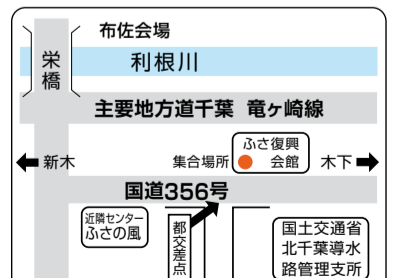 布佐会場
栄橋
利根川
主要地方道千葉 竜ヶ崎線
ふさ復興
会館
集合場所
新木
木下
国道356号
近隣センター
ふさの風
都交差点
国土交通省
北千葉導水
路管理支所